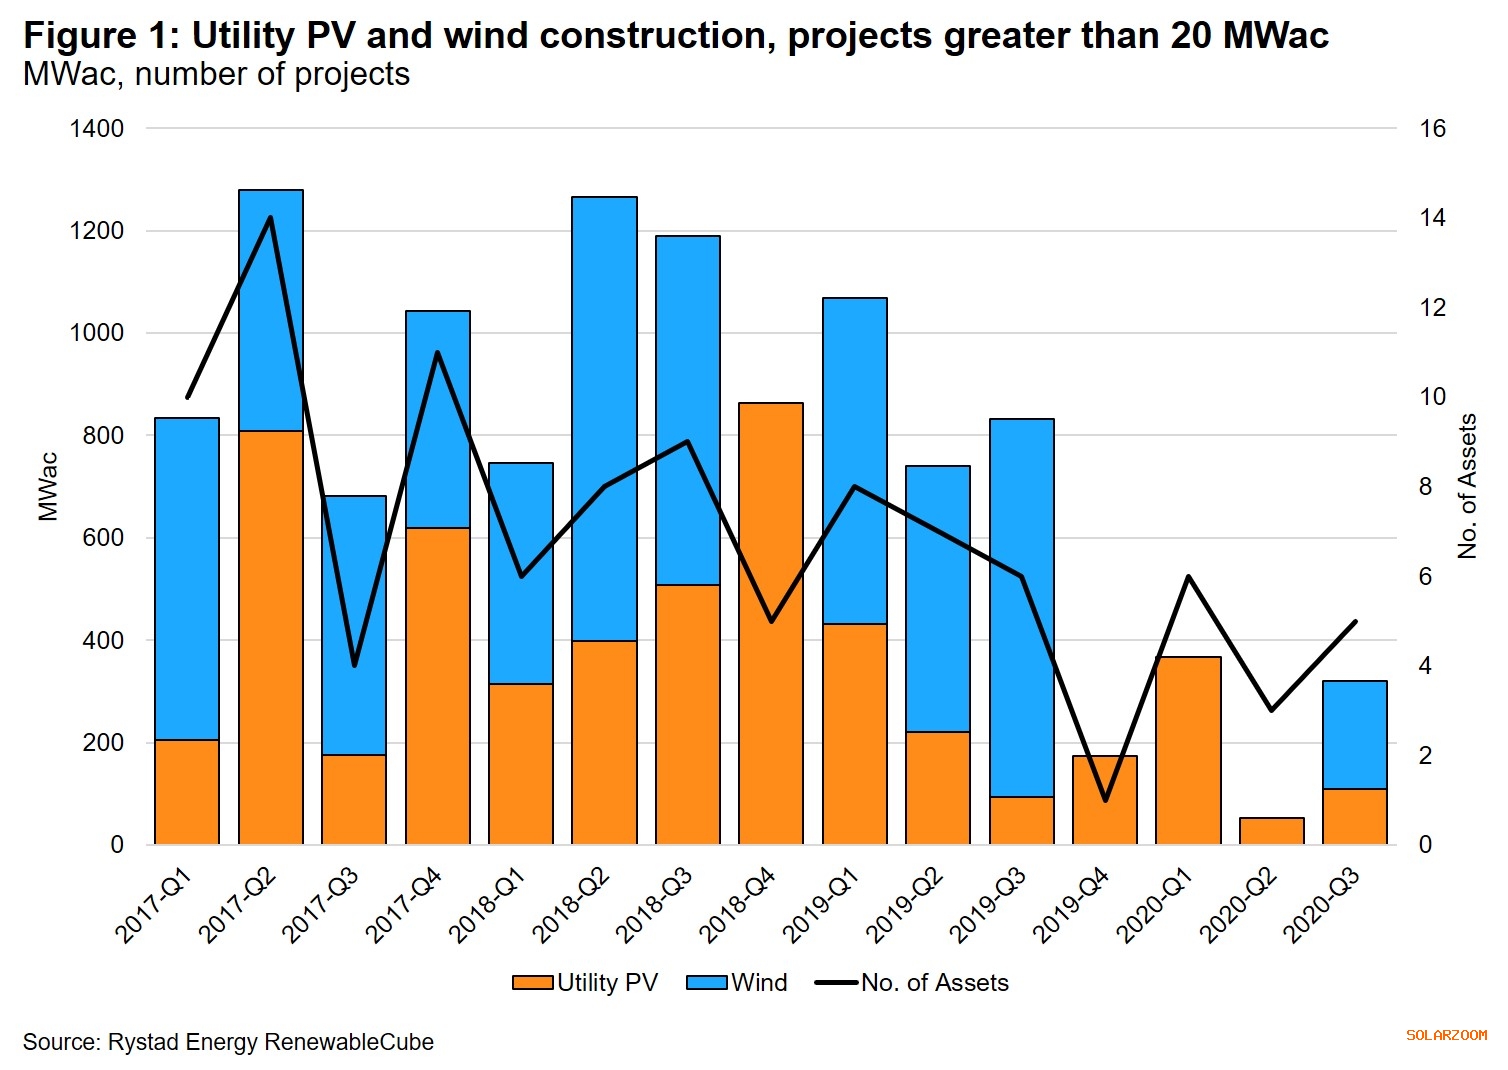 Figure 1: Utility PV and wind construction, projects greater than 20 MWac
MWac, number of projects
1400
1200
1000
800
600
400
200
0
MWac
16
14
12
10
8
6
4
2
0
No. of Assets
2017-Q1
2017-Q2
2017-Q3
2017-Q4
2018-Q1
2018-Q2
2018-Q3
2018-Q4
2019-Q1
2019-Q2
2019-Q3
2019-Q4
2020-Q1
2020-Q2
2020-Q3
Utility PV Wind No. of Assets
Source: Rystad Energy RenewableCube
SOLARZOOM